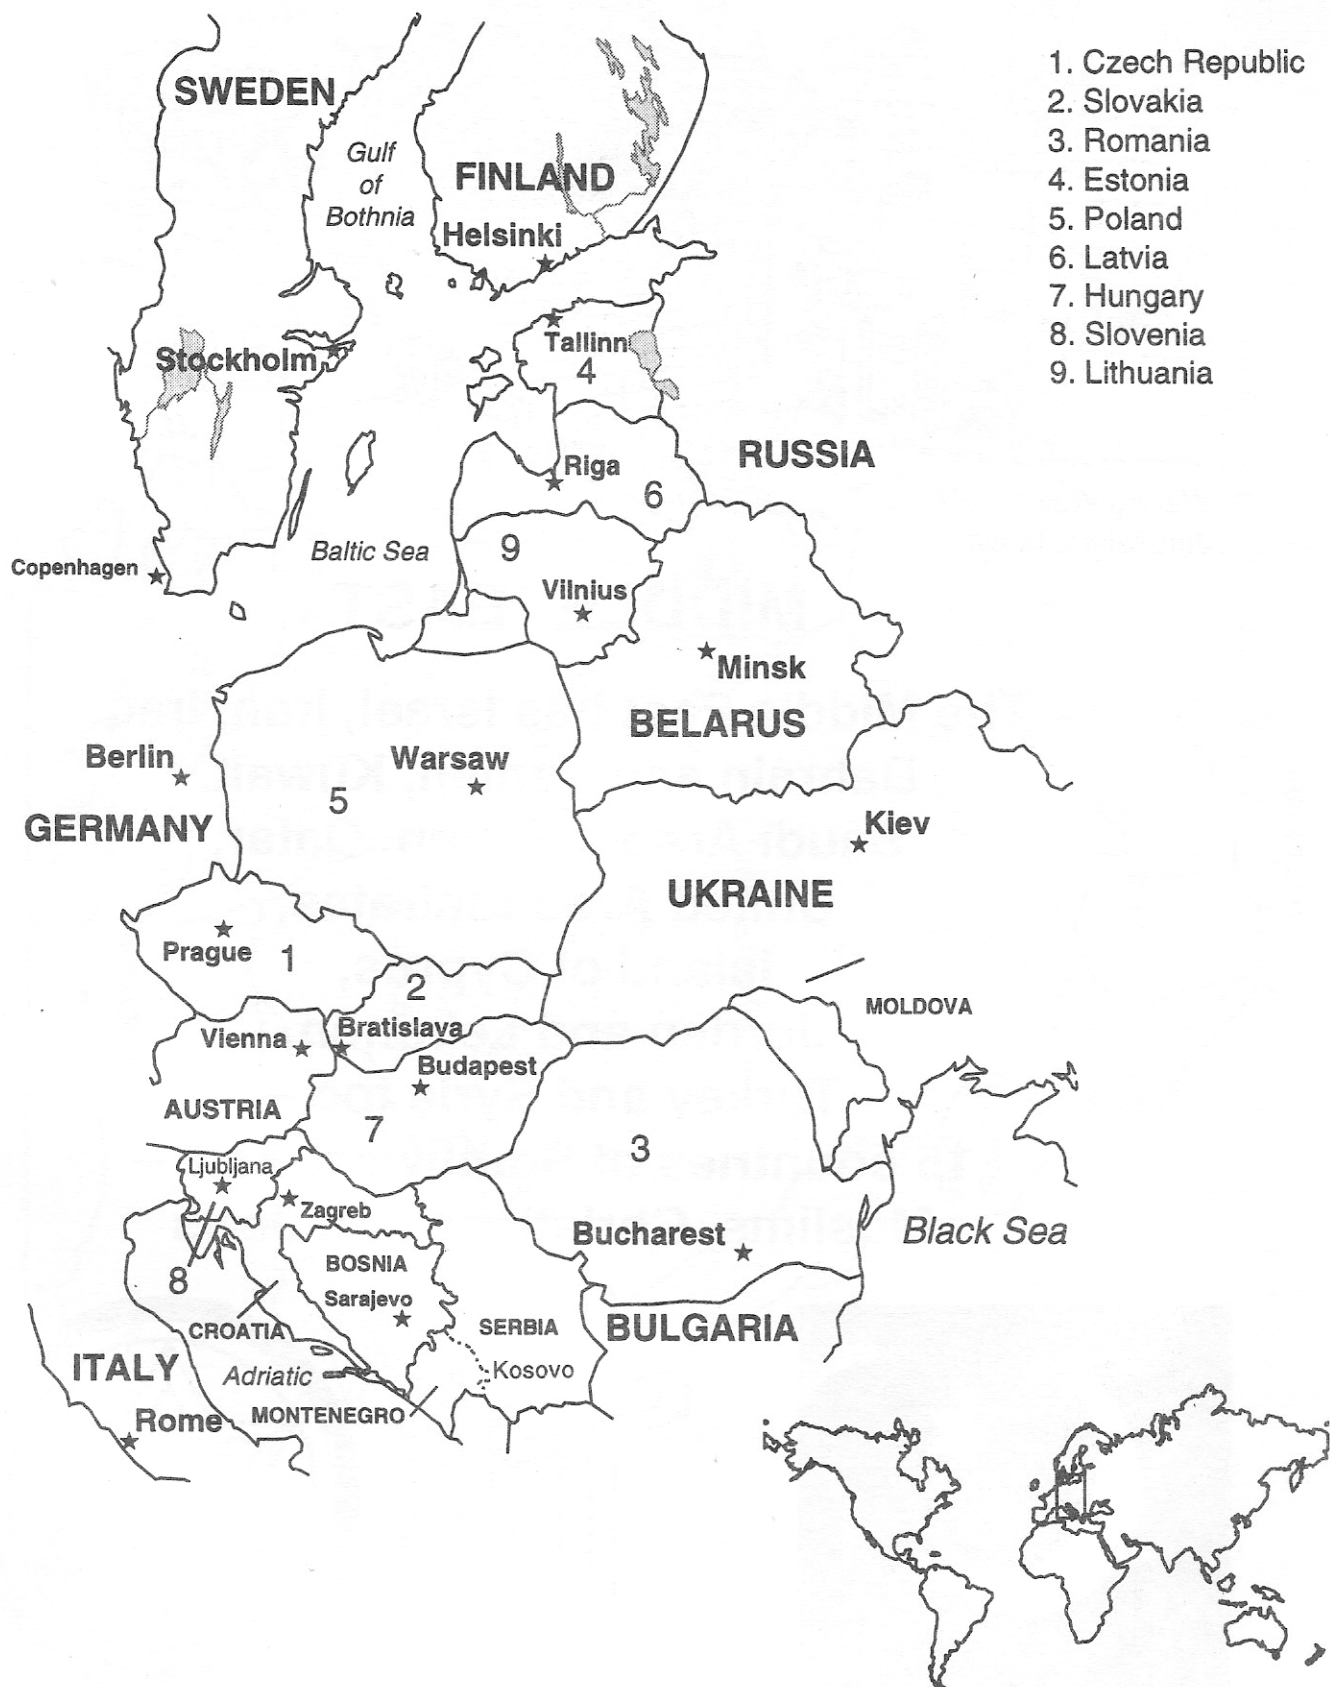 SWEDEN
Gulf
of
Bothnia
FINLAND
Helsinki
1. Czech Republic
2. Slovakia
3. Romania
4. Estonia
5. Poland
6. Latvia
7. Hungary
8. Slovenia
9. Lithuania
Stockholm
Tallinn
4
RUSSIA
Riga
6
Baltic Sea
9
Copenhagen
Vilnius
Minsk
BELARUS
Berlin
Warsaw
5
GERMANY
Kiev
UKRAINE
Prague
1
2
MOLDOVA
Vienna
Bratislava
Budapest
AUSTRIA
7
3
Ljubljana
Zagreb
Bucharest
Black Sea
8
BOSNIA
Sarajevo
CROATIA
SERBIA
BULGARIA
ITALY
Adriatic
Kosovo
MONTENEGRO
Rome